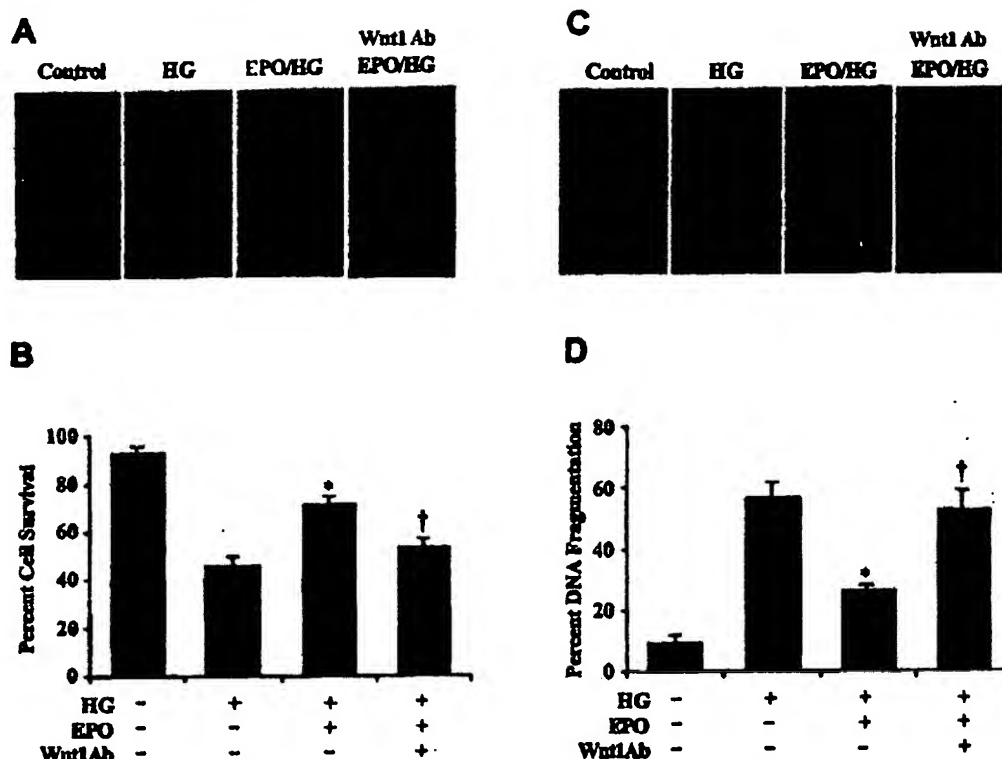 A
Wnt1 Ab
Control HG EPO/HG EPO/HG
C
Wnt1 Ab
Control HG EPO/HG EPO/HG
B
Percent Cell Survival
100
80
60
40
20
0
*
†
HG - + + +
EPO - - + +
Wnt1Ab - - - +
D
Percent DNA Fragmentation
80
60
40
20
0
*
†
HG - + + +
EPO - - + +
Wnt1Ab - - - +